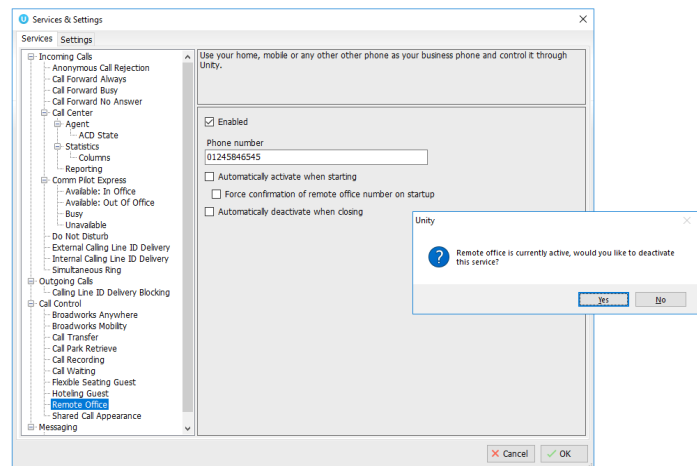 Services & Settings
Services Settings
Incoming Calls
Anonymous Call Rejection
Call Forward Always
Call Forward Busy
Call Forward No Answer
Call Center
Agent
ACD State
Statistics
Columns
Reporting
Comm Pilot Express
Available: In Office
Available: Out Of Office
Busy
Unavailable
Do Not Disturb
External Calling Line ID Delivery
Internal Calling Line ID Delivery
Simultaneous Ring
Outgoing Calls
Calling Line ID Delivery Blocking
Call Control
Broadworks Anywhere
Broadworks Mobility
Call Transfer
Call Park Retrieve
Call Recording
Call Waiting
Flexible Seating Guest
Hoteling Guest
Remote Office
Shared Call Appearance
Messaging
Use your home, mobile or any other other phone as your business phone and control it through
Unity.
Enabled
Phone number
01245846545
Automatically activate when starting
Force confirmation of remote office number on startup
Automatically deactivate when closing
Unity
Remote office is currently active, would you like to deactivate
this service?
Yes No
Cancel OK